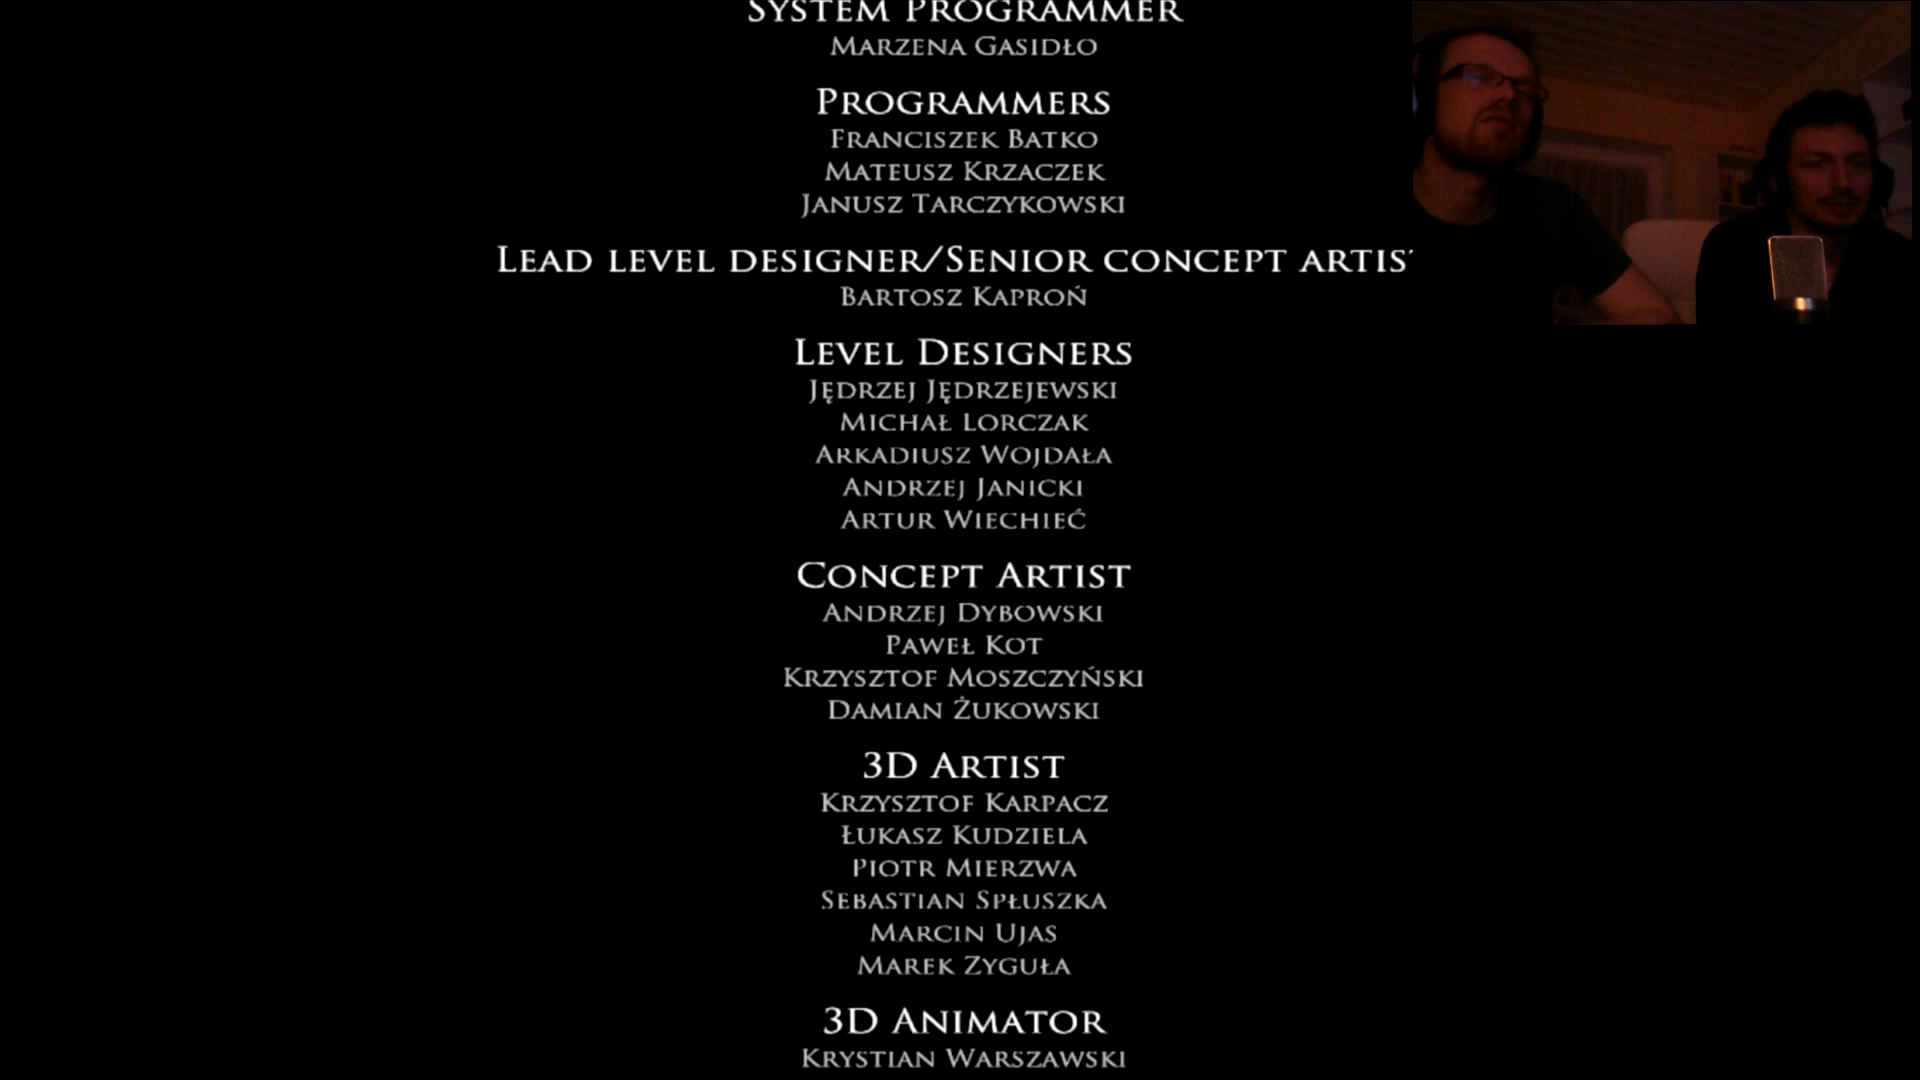 System Programmer
Marzena Gasidło
Programmers
Franciszek Batko
Mateusz Krzaczek
Janusz Tarczykowski
Lead level designer/Senior concept artis
Bartosz Kaproń
Level Designers
Jędrzej Jędrzejewski
Michał Lorczak
Arkadiusz Wojdała
Andrzej Janicki
Artur Wiechieć
Concept Artist
Andrzej Dybowski
Paweł Kot
Krzysztof Moszczyński
Damian Żukowski
3D Artist
Krzysztof Karpacz
Łukasz Kudziela
Piotr Mierzwa
Sebastian Spłuszka
Marcin Ujas
Marek Zyguła
3D Animator
Krystian Warszawski